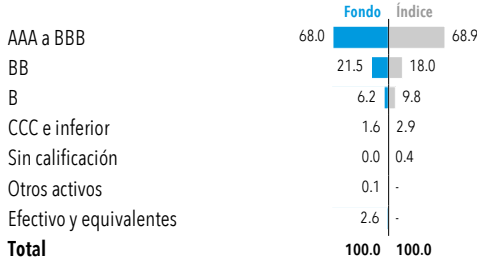 Fondo Índice
AAA a BBB 68.0 68.9
BB 21.5 18.0
B 6.2 9.8
CCC e inferior 1.6 2.9
Sin calificación 0.0 0.4
Otros activos 0.1 -
Efectivo y equivalentes 2.6 -
Total 100.0 100.0